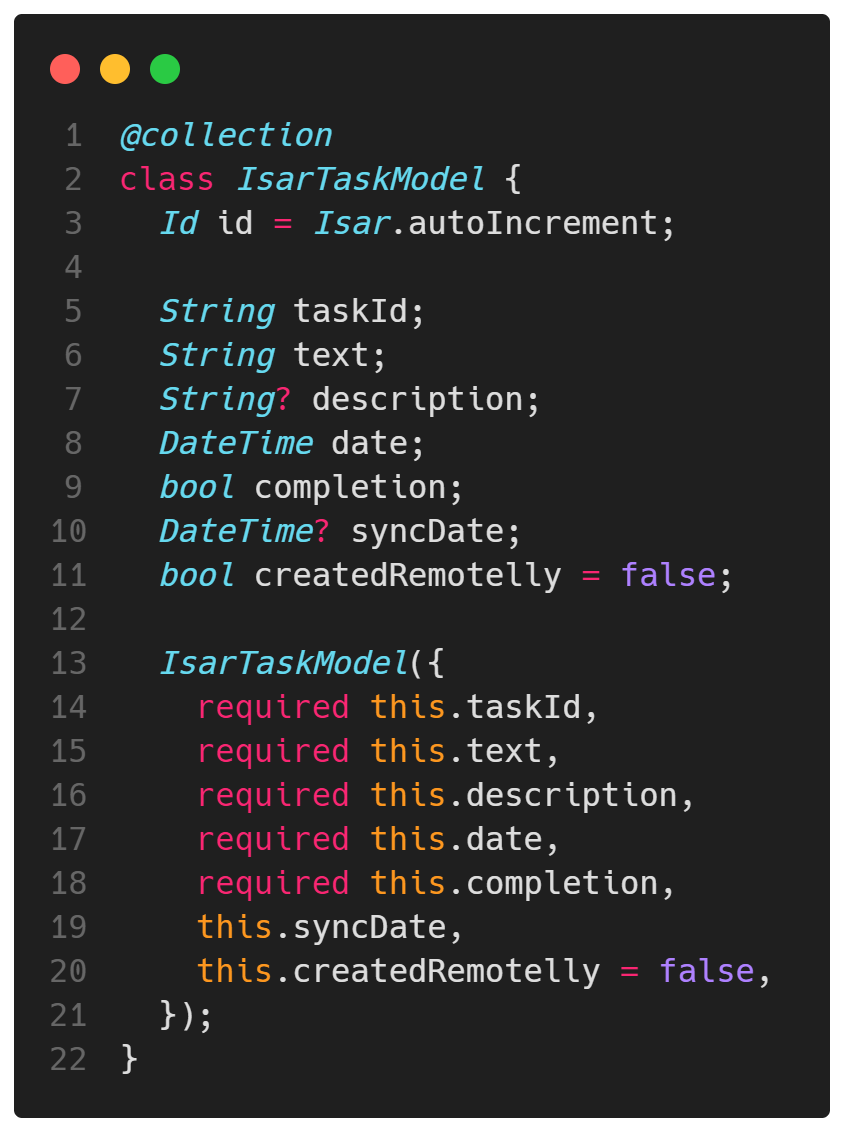 1 @collection
2 class IsarTaskModel {
3   Id id = Isar.autoIncrement;
4
5   String taskId;
6   String text;
7   String? description;
8   DateTime date;
9   bool completion;
10   DateTime? syncDate;
11   bool createdRemotelly = false;
12
13   IsarTaskModel({
14     required this.taskId,
15     required this.text,
16     required this.description,
17     required this.date,
18     required this.completion,
19     this.syncDate,
20     this.createdRemotelly = false,
21   });
22 }